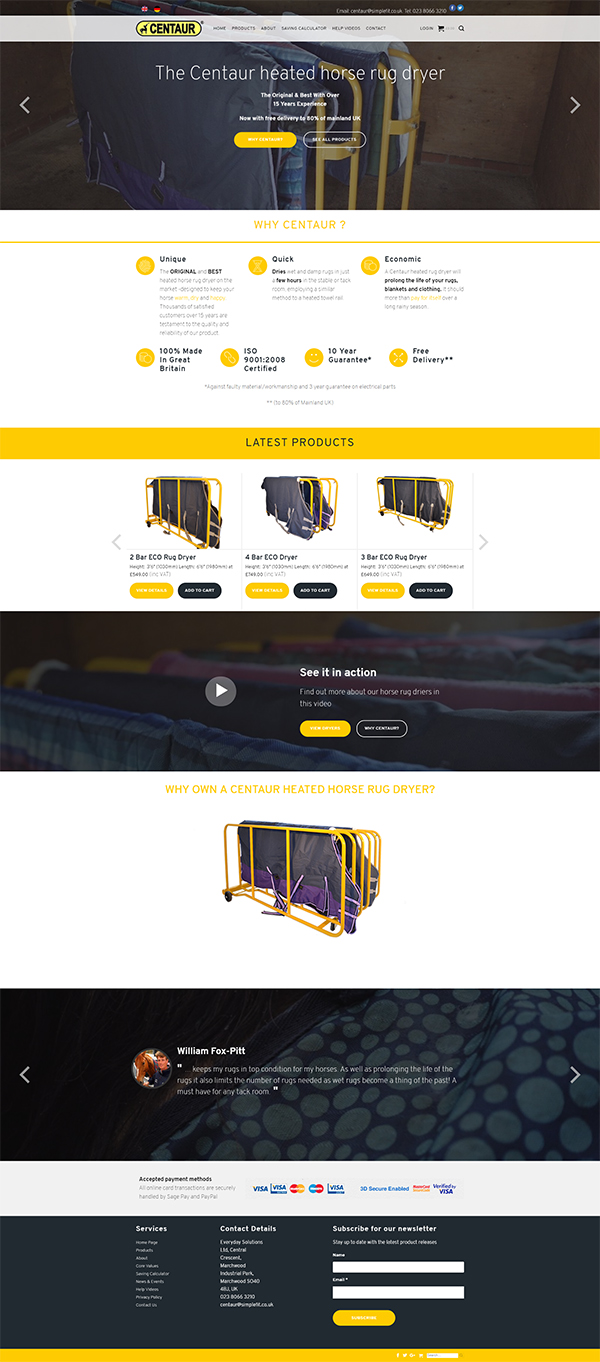 Email: centaur@simplefit.co.uk Tel: 023 8066 3210
CENTAUR
HOME PRODUCTS ABOUT SAVING CALCULATOR HELP VIDEOS CONTACT LOGIN
The Centaur heated horse rug dryer
The Original & Best With Over
15 Years Experience
Now with free delivery to 80% of mainland UK
WHY CENTAUR?
SEE ALL PRODUCTS
WHY CENTAUR ?
Unique
The ORIGINAL and BEST
heated horse rug dryer on the
market -designed to keep your
horse warm, dry and happy.
Thousands of satisfied
customers over 15 years are
testament to the quality and
reliability of our product.
Quick
Dries wet and damp rugs in just
a few hours in the stable or tack
room, employing a similar
method to a heated towel rail.
Economic
A Centaur heated rug dryer will
prolong the life of your rugs,
blankets and clothing. It should
more than pay for itself over a
long rainy season.
100% Made
In Great
Britain
ISO
9001:2008
Certified
10 Year
Guarantee*
Free
Delivery**
*Against faulty material/workmanship and 3 year guarantee on electrical parts
** (to 80% of Mainland UK)
LATEST PRODUCTS
2 Bar ECO Rug Dryer
Height: 3'6" (1030mm) Length: 6'6" (1980mm) at
£549.00 (inc VAT)
VIEW DETAILS
ADD TO CART
4 Bar ECO Dryer
Height: 3'6" (1030mm) Length: 6'6" (1980mm) at
£749.00 (inc VAT)
VIEW DETAILS
ADD TO CART
3 Bar ECO Rug Dryer
Height: 3'6" (1030mm) Length: 6'6" (1980mm) at
£649.00 (inc VAT)
VIEW DETAILS
ADD TO CART
See it in action
Find out more about our horse rug driers in
this video
VIEW DRYERS
WHY CENTAUR?
WHY OWN A CENTAUR HEATED HORSE RUG DRYER?
William Fox-Pitt
" ... keeps my rugs in top condition for my horses. As well as prolonging the life of the
rugs it also limits the number of rugs needed as wet rugs become a thing of the past! A
must have for any tack room. "
Accepted payment methods
All online card transactions are securely
handled by Sage Pay and PayPal
VISA VISA 3D Secure Enabled MasterCard SecureCode Verified by VISA
Services
Home Page
Products
About
Core Values
Saving Calculator
News & Events
Help Videos
Privacy Policy
Contact Us
Contact Details
Everyday Solutions
Ltd, Central
Crescent,
Marchwood
Industrial Park,
Marchwood SO40
4BJ, UK
023 8066 3210
centaur@simplefit.co.uk
Subscribe for our newsletter
Stay up to date with the latest product releases
Name
Email *
SUBSCRIBE